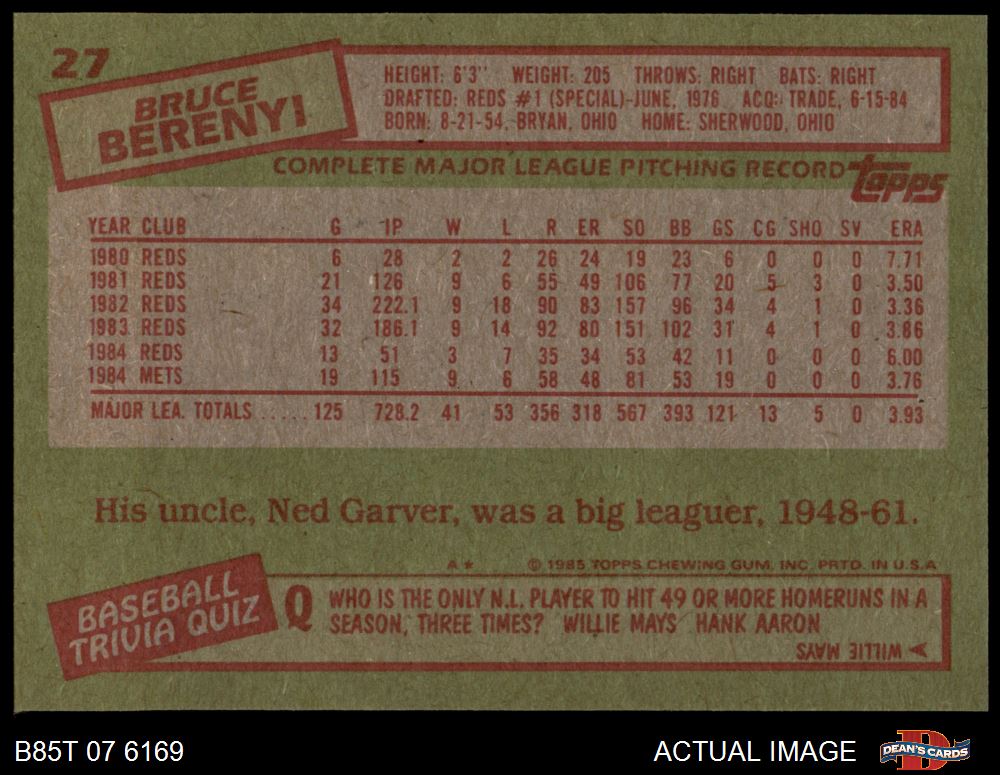 27
BRUCE
BERENYI
HEIGHT: 6'3" WEIGHT: 205 THROWS: RIGHT BATS: RIGHT
DRAFTED: REDS #1 (SPECIAL)-JUNE, 1976 ACQ: TRADE, 6-15-84
BORN: 8-21-54, BRYAN, OHIO HOME: SHERWOOD, OHIO
COMPLETE MAJOR LEAGUE PITCHING RECORD Topps
YEAR CLUB G IP W L R ER SO BB GS CG SHO SV ERA
1980 REDS 6 28 2 2 26 24 19 23 6 0 0 0 7.71
1981 REDS 21 126 9 6 55 49 106 77 20 5 3 0 3.50
1982 REDS 34 222.1 9 18 90 83 157 96 34 4 1 0 3.36
1983 REDS 32 186.1 9 14 92 80 151 102 31 4 1 0 3.86
1984 REDS 13 51 3 7 35 34 53 42 11 0 0 0 6.00
1984 METS 19 115 9 6 58 48 81 53 19 0 0 0 3.76
MAJOR LEA. TOTALS ..... 125 728.2 41 53 356 318 567 393 121 13 5 0 3.93
His uncle, Ned Garver, was a big leaguer, 1948-61.
A* © 1985 TOPPS CHEWING GUM, INC. PRTD. IN U.S.A.
BASEBALL
TRIVIA QUIZ
Q WHO IS THE ONLY N.L. PLAYER TO HIT 49 OR MORE HOMERUNS IN A
SEASON, THREE TIMES? WILLIE MAYS HANK AARON
A WILLIE MAYS
B85T 07 6169
ACTUAL IMAGE
D
DEAN'S CARDS